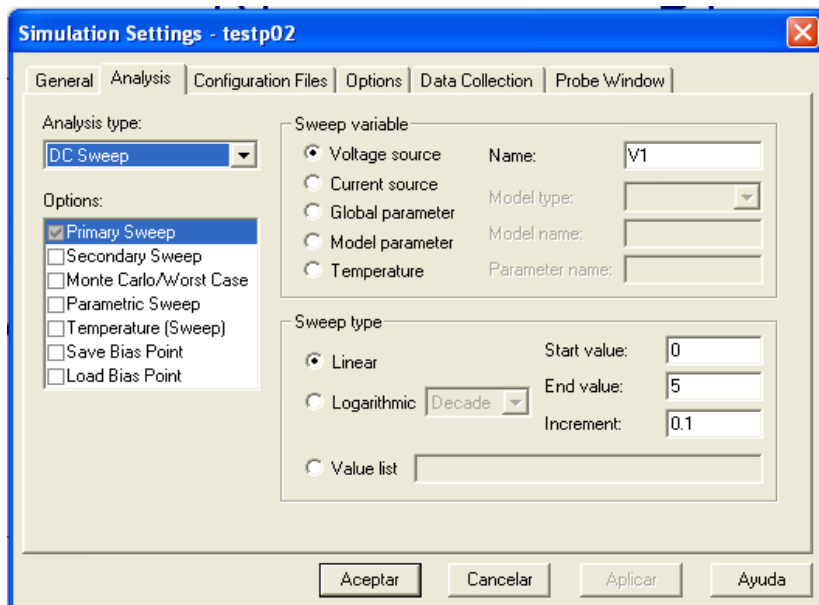 Simulation Settings - testp02
General Analysis Configuration Files Options Data Collection Probe Window
Analysis type:
DC Sweep
Options:
Primary Sweep
Secondary Sweep
Monte Carlo/Worst Case
Parametric Sweep
Temperature (Sweep)
Save Bias Point
Load Bias Point
Sweep variable
Voltage source
Current source
Global parameter
Model parameter
Temperature
Name: V1
Model type:
Model name:
Parameter name:
Sweep type
Linear
Logarithmic Decade
Value list
Start value: 0
End value: 5
Increment: 0.1
Aceptar Cancelar Aplicar Ayuda